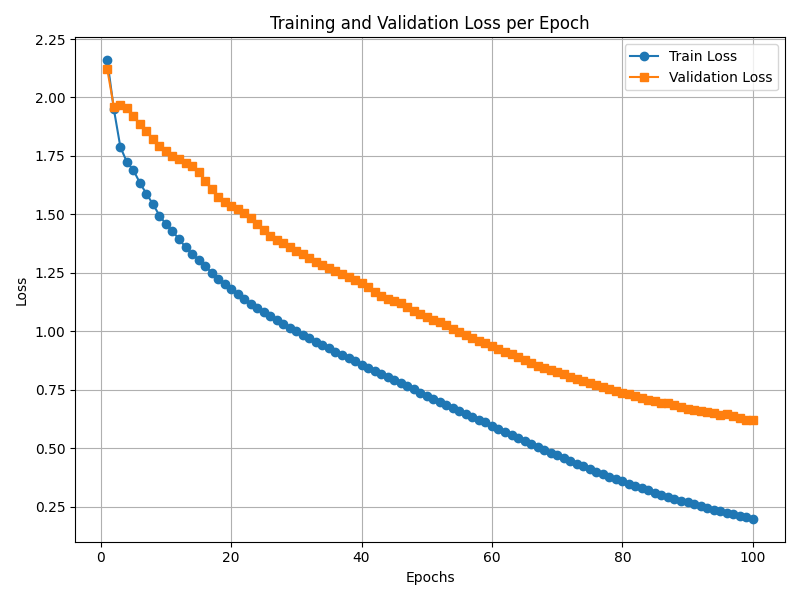 Training and Validation Loss per Epoch
Train Loss
Validation Loss
Loss
2.25
2.00
1.75
1.50
1.25
1.00
0.75
0.50
0.25
0 20 40 60 80 100
Epochs